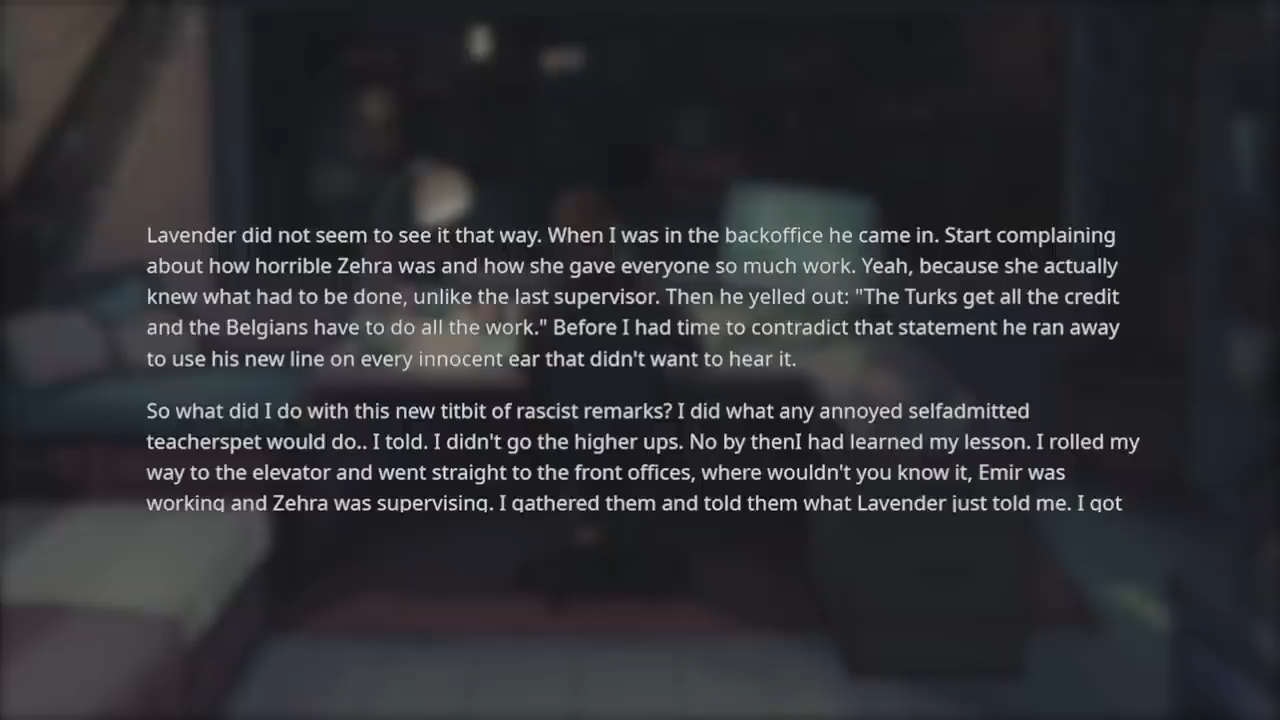 Lavender did not seem to see it that way. When I was in the backoffice he came in. Start complaining
about how horrible Zehra was and how she gave everyone so much work. Yeah, because she actually
knew what had to be done, unlike the last supervisor. Then he yelled out: "The Turks get all the credit
and the Belgians have to do all the work." Before I had time to contradict that statement he ran away
to use his new line on every innocent ear that didn't want to hear it.
So what did I do with this new titbit of rascist remarks? I did what any annoyed selfadmitted
teacherspet would do.. I told. I didn't go the higher ups. No by thenI had learned my lesson. I rolled my
way to the elevator and went straight to the front offices, where wouldn't you know it, Emir was
working and Zehra was supervising. I gathered them and told them what Lavender just told me. I got